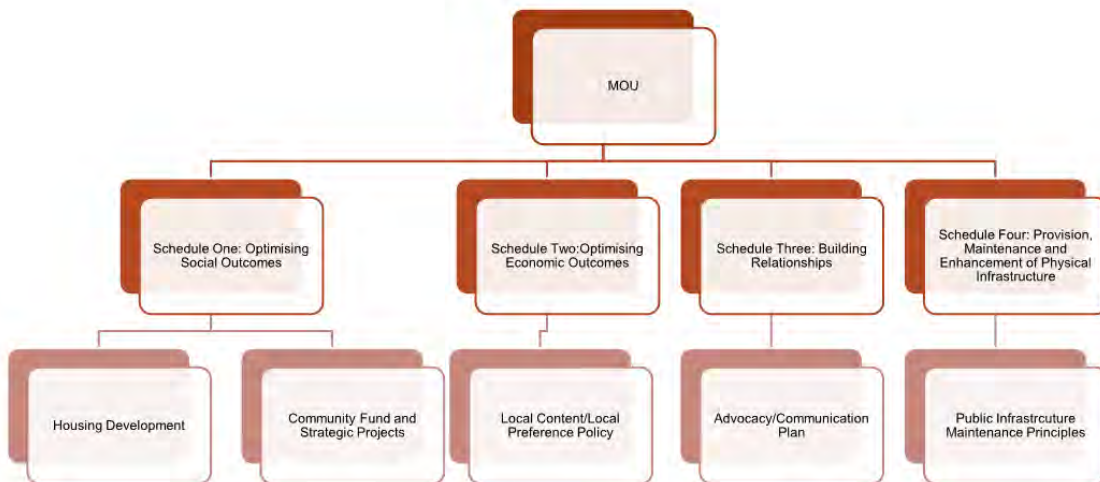 MOU
Schedule One: Optimising
Social Outcomes
Schedule Two:Optimising
Economic Outcomes
Schedule Three: Building
Relationships
Schedule Four: Provision,
Maintenance and
Enhancement of Physical
Infrastructure
Housing Development
Community Fund and
Strategic Projects
Local Content/Local
Preference Policy
Advocacy/Communication
Plan
Public Infrastrcuture
Maintenance Principles